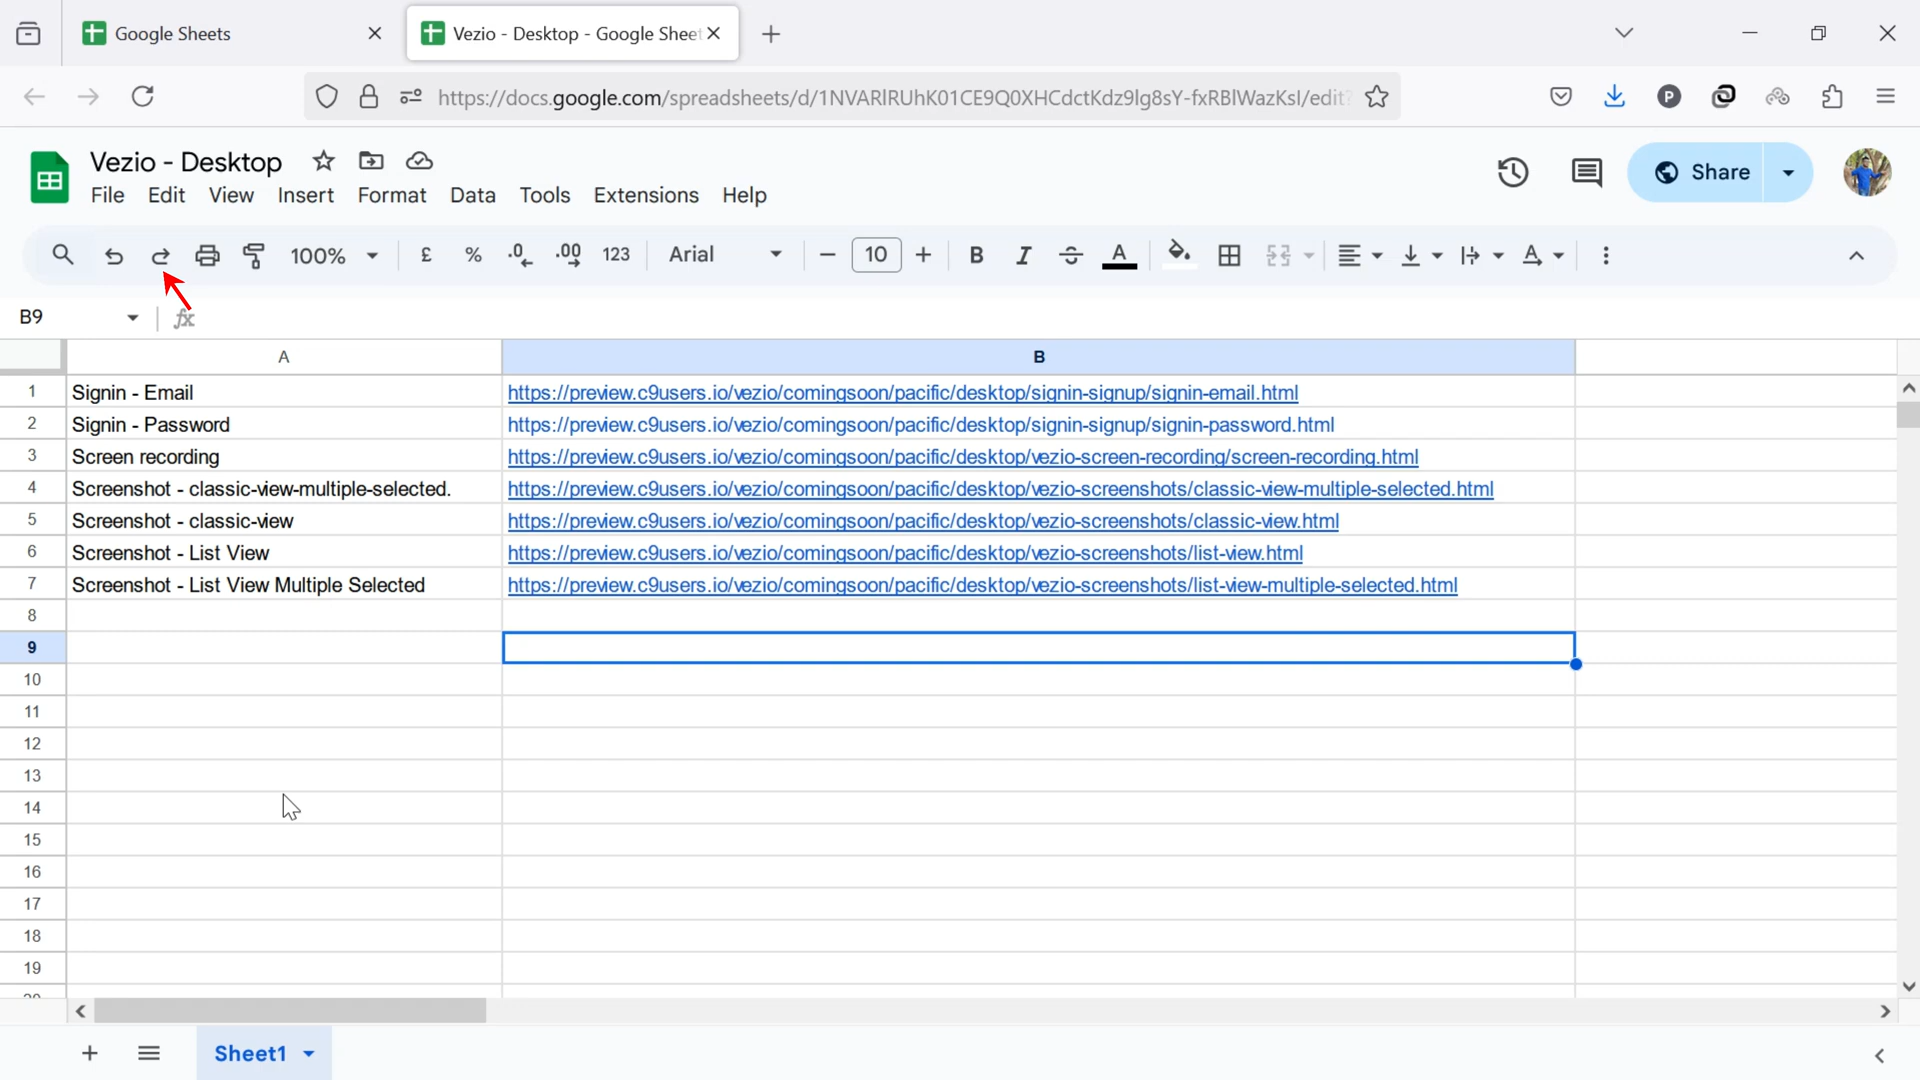 Google Sheets
Vezio - Desktop - Google Sheet
https://docs.google.com/spreadsheets/d/1NVARlRUhK01CE9Q0XHCdctKdz9lg8sY-fxRBlWazKsI/edit?
P
Vezio - Desktop
File Edit View Insert Format Data Tools Extensions Help
Share
100% £ % .0 .00 123 Arial 10 B I S A A
B9 fx
A B
1 Signin - Email https://preview.c9users.io/vezio/comingsoon/pacific/desktop/signin-signup/signin-email.html
2 Signin - Password https://preview.c9users.io/vezio/comingsoon/pacific/desktop/signin-signup/signin-password.html
3 Screen recording https://preview.c9users.io/vezio/comingsoon/pacific/desktop/vezio-screen-recording/screen-recording.html
4 Screenshot - classic-view-multiple-selected. https://preview.c9users.io/vezio/comingsoon/pacific/desktop/vezio-screenshots/classic-view-multiple-selected.html
5 Screenshot - classic-view https://preview.c9users.io/vezio/comingsoon/pacific/desktop/vezio-screenshots/classic-view.html
6 Screenshot - List View https://preview.c9users.io/vezio/comingsoon/pacific/desktop/vezio-screenshots/list-view.html
7 Screenshot - List View Multiple Selected https://preview.c9users.io/vezio/comingsoon/pacific/desktop/vezio-screenshots/list-view-multiple-selected.html
8
9
10
11
12
13
14
15
16
17
18
19
20
Sheet1